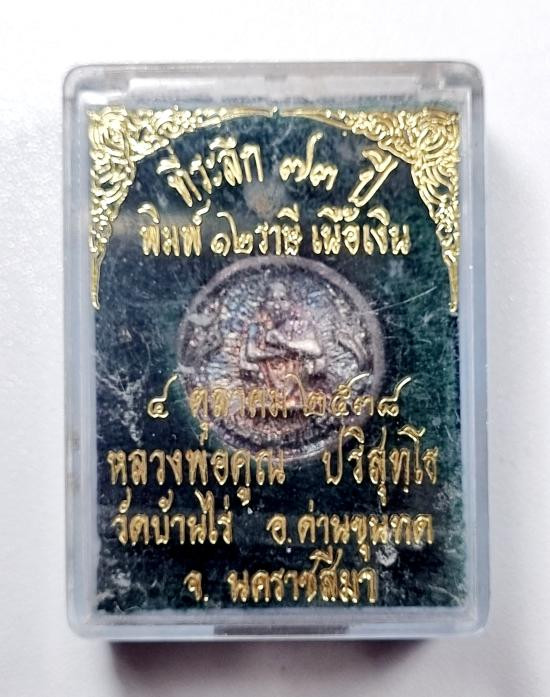 ที่ระลึก ๗๓ ปี
พิมพ์ ๑๒ราษี เนื้อเงิน
๔ ตุลาคม ๒๕๓๘
หลวงพ่อคูณ ปริสุทฺโธ
วัดบ้านไร่ อ.ด่านขุนทด
จ. นครราชสีมา